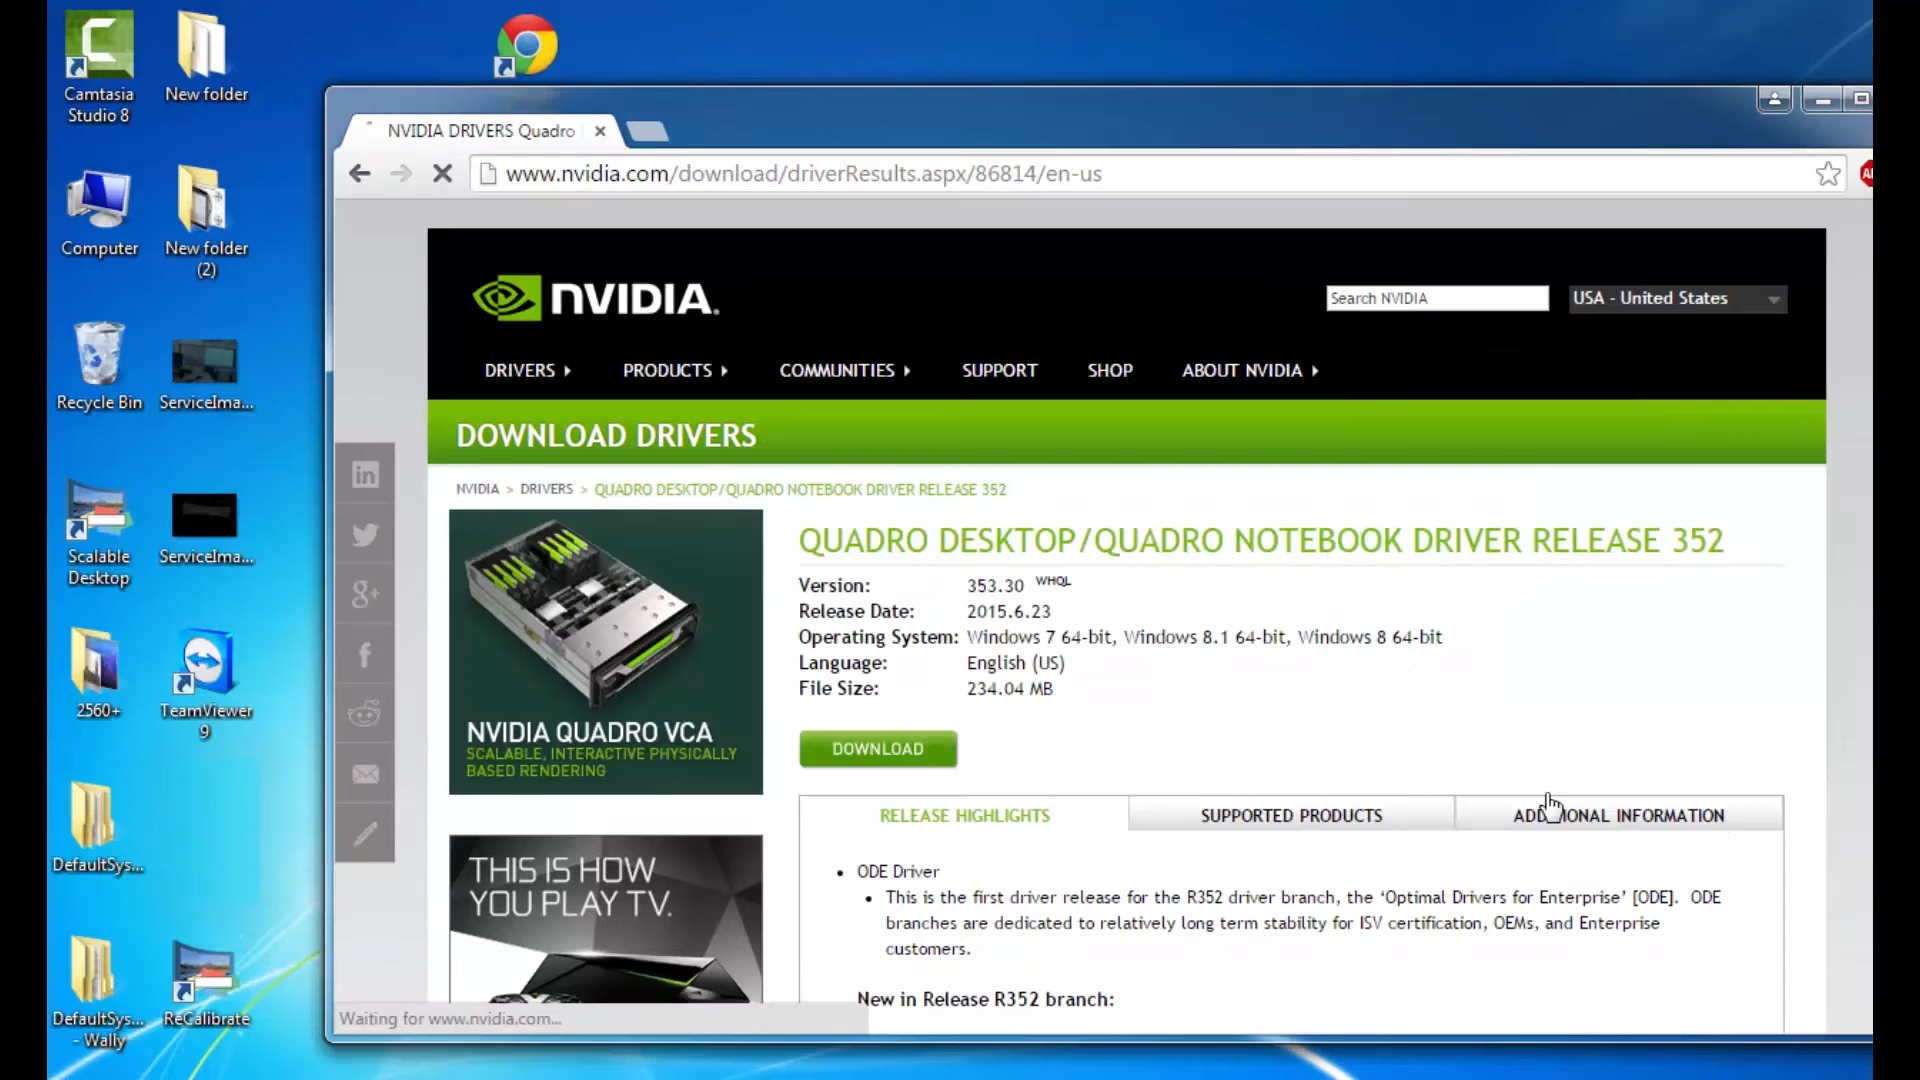 Camtasia
Studio 8
New folder
Computer
New folder
(2)
Recycle Bin
ServiceIma...
Scalable
Desktop
ServiceIma...
2560+
TeamViewer
9
DefaultSys...
DefaultSys...
- Wally
ReCalibrate
NVIDIA DRIVERS Quadro
www.nvidia.com/download/driverResults.aspx/86814/en-us
NVIDIA.
Search NVIDIA
USA - United States
DRIVERS
PRODUCTS
COMMUNITIES
SUPPORT
SHOP
ABOUT NVIDIA
DOWNLOAD DRIVERS
NVIDIA > DRIVERS > QUADRO DESKTOP/QUADRO NOTEBOOK DRIVER RELEASE 352
NVIDIA QUADRO VCA
SCALABLE, INTERACTIVE PHYSICALLY
BASED RENDERING
QUADRO DESKTOP/QUADRO NOTEBOOK DRIVER RELEASE 352
Version: 353.30 WHQL
Release Date: 2015.6.23
Operating System: Windows 7 64-bit, Windows 8.1 64-bit, Windows 8 64-bit
Language: English (US)
File Size: 234.04 MB
DOWNLOAD
THIS IS HOW
YOU PLAY TV.
RELEASE HIGHLIGHTS
SUPPORTED PRODUCTS
ADDITIONAL INFORMATION
• ODE Driver
• This is the first driver release for the R352 driver branch, the ‘Optimal Drivers for Enterprise’ [ODE]. ODE
branches are dedicated to relatively long term stability for ISV certification, OEMs, and Enterprise
customers.
New in Release R352 branch:
Waiting for www.nvidia.com...